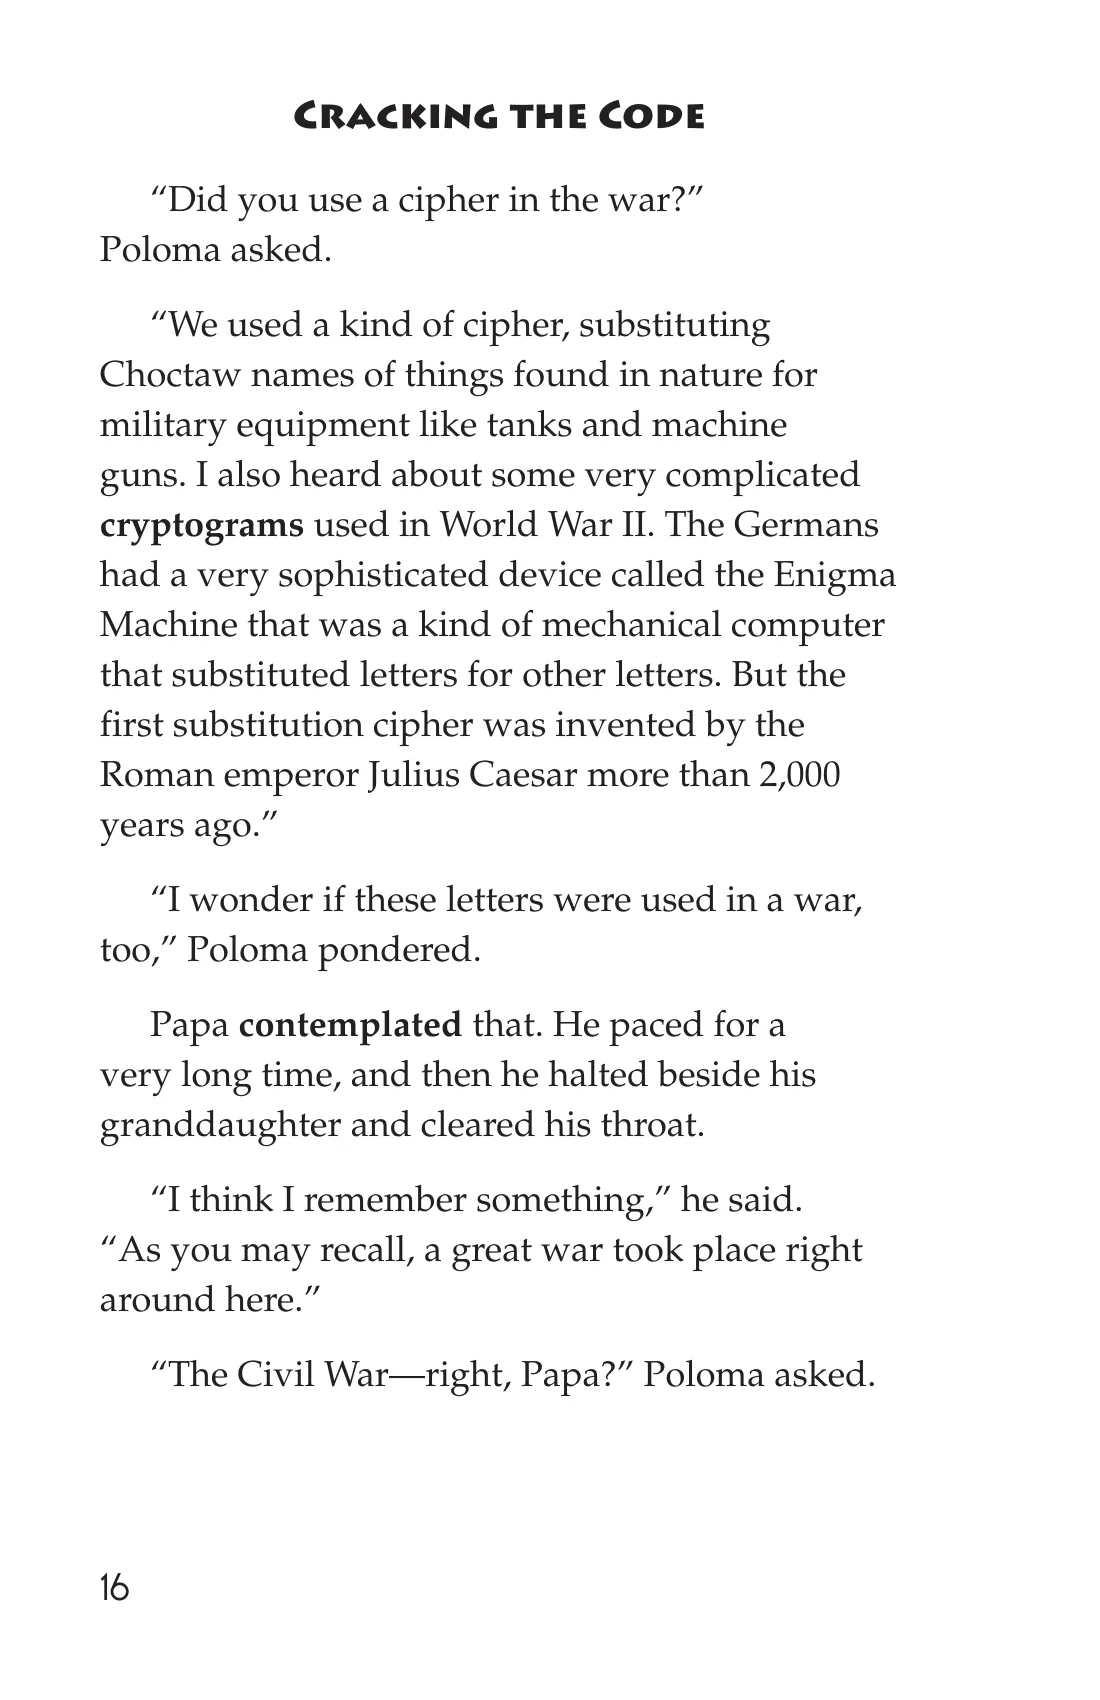 Cracking the Code
“Did you use a cipher in the war?”
Poloma asked.
“We used a kind of cipher, substituting
Choctaw names of things found in nature for
military equipment like tanks and machine
guns. I also heard about some very complicated
cryptograms used in World War II. The Germans
had a very sophisticated device called the Enigma
Machine that was a kind of mechanical computer
that substituted letters for other letters. But the
first substitution cipher was invented by the
Roman emperor Julius Caesar more than 2,000
years ago.”
“I wonder if these letters were used in a war,
too,” Poloma pondered.
Papa contemplated that. He paced for a
very long time, and then he halted beside his
granddaughter and cleared his throat.
“I think I remember something,” he said.
“As you may recall, a great war took place right
around here.”
“The Civil War—right, Papa?” Poloma asked.
16